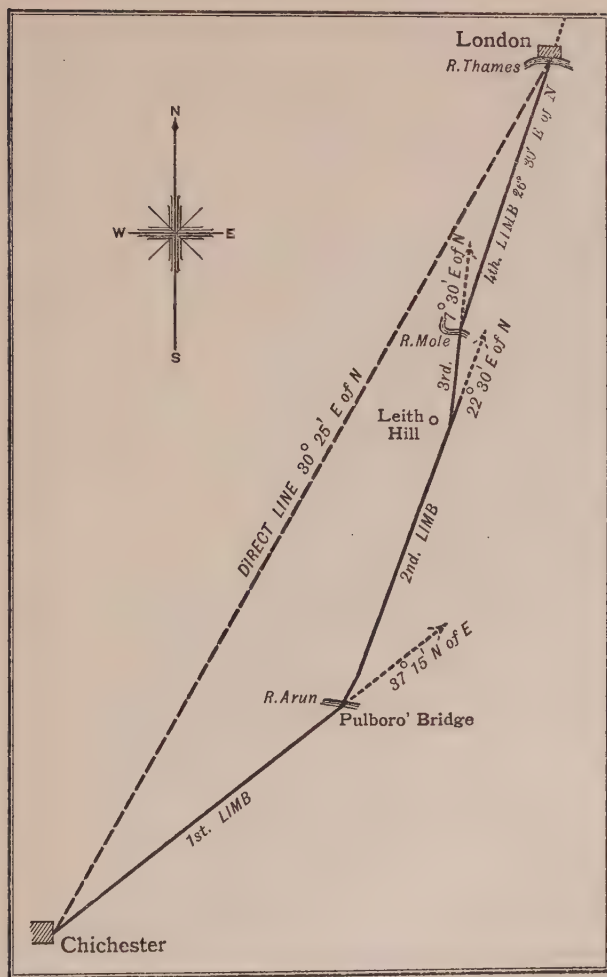 London
R. Thames
N
W
E
S
4th. LIMB 26° 30' E of N
7° 30' E of N
R. Mole
3rd.
22° 30' E of N
Leith
Hill
DIRECT LINE 30° 25' E of N
2nd. LIMB
37° 15' N of E
R. Arun
Pulboro' Bridge
1st. LIMB
Chichester